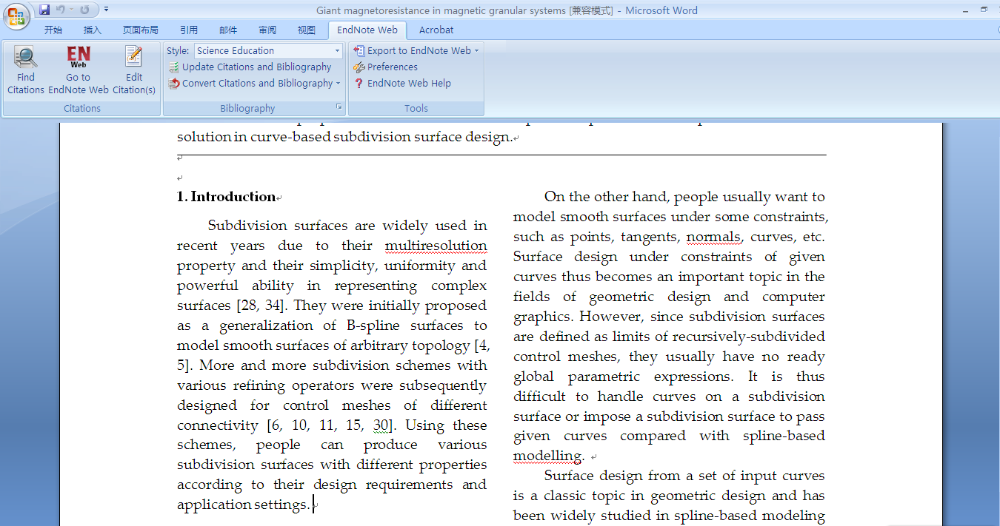 Giant magnetoresistance in magnetic granular systems [兼容模式] - Microsoft Word
开始 插入 页面布局 引用 邮件 审阅 视图 EndNote Web Acrobat
Find Citations
EN Web
Go to EndNote Web
Edit Citation(s)
Citations
Style: Science Education
Update Citations and Bibliography
Convert Citations and Bibliography
Bibliography
Export to EndNote Web
Preferences
? EndNote Web Help
Tools
solution in curve-based subdivision surface design.
1. Introduction
Subdivision surfaces are widely used in
recent years due to their multiresolution
property and their simplicity, uniformity and
powerful ability in representing complex
surfaces [28, 34]. They were initially proposed
as a generalization of B-spline surfaces to
model smooth surfaces of arbitrary topology [4,
5]. More and more subdivision schemes with
various refining operators were subsequently
designed for control meshes of different
connectivity [6, 10, 11, 15, 30]. Using these
schemes, people can produce various
subdivision surfaces with different properties
according to their design requirements and
application settings.
On the other hand, people usually want to
model smooth surfaces under some constraints,
such as points, tangents, normals, curves, etc.
Surface design under constraints of given
curves thus becomes an important topic in the
fields of geometric design and computer
graphics. However, since subdivision surfaces
are defined as limits of recursively-subdivided
control meshes, they usually have no ready
global parametric expressions. It is thus
difficult to handle curves on a subdivision
surface or impose a subdivision surface to pass
given curves compared with spline-based
modelling.
Surface design from a set of input curves
is a classic topic in geometric design and has
been widely studied in spline-based modeling